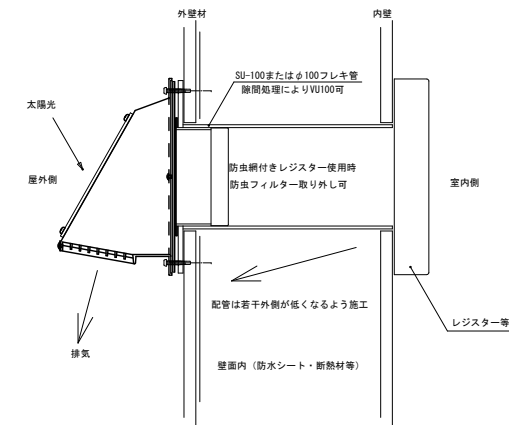 外壁材
内壁
SU-100またはφ100フレキ管
隙間処理によりVU100可
太陽光
防虫網付きレジスター使用時
屋外側
防虫フィルター取り外し可
室内側
配管は若干外側が低くなるよう施工
レジスター等
排気
壁面内（防水シート・断熱材等）